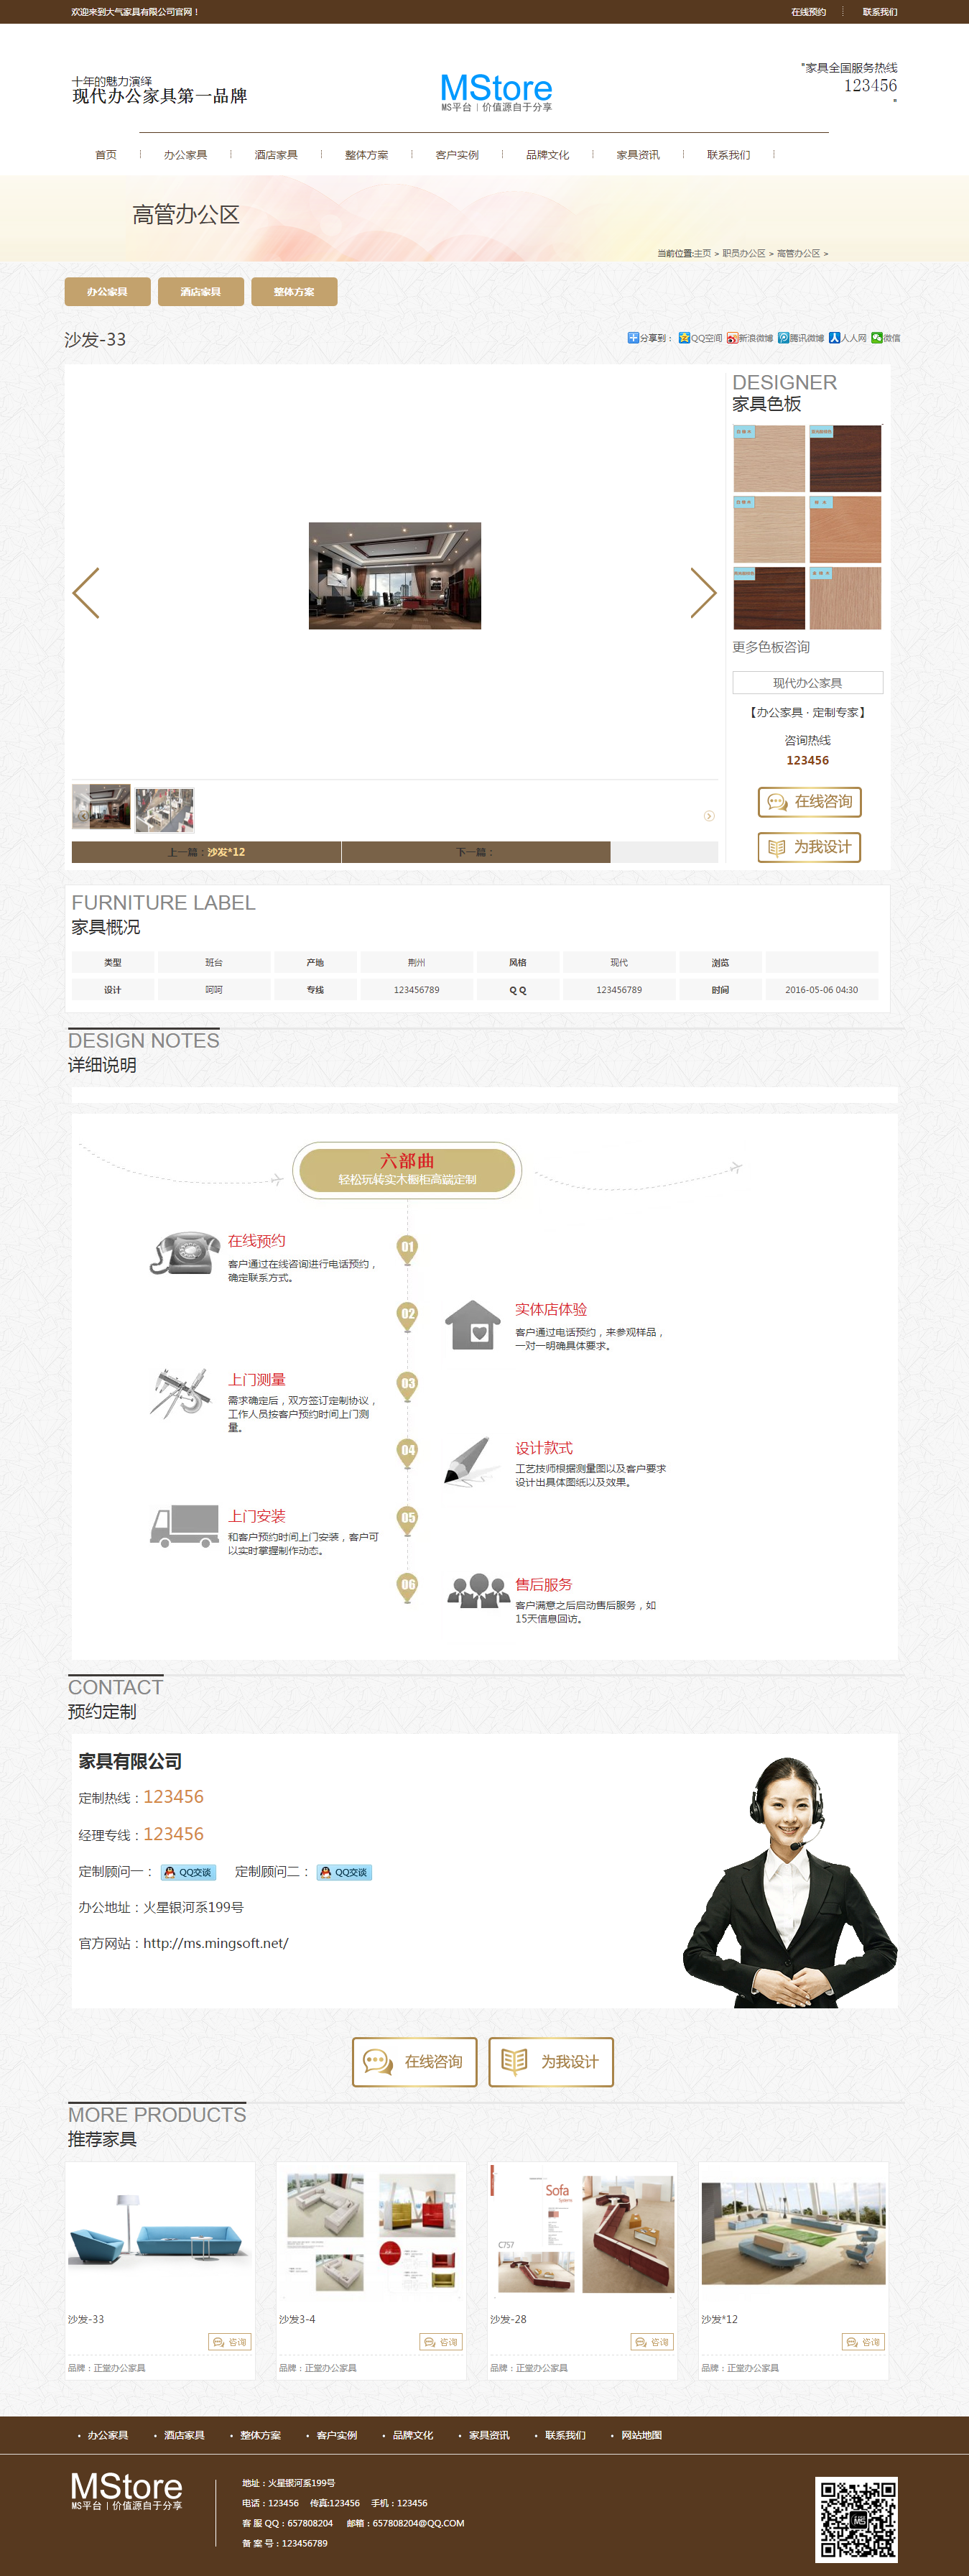 欢迎来到大气家具有限公司官网！
在线预约
联系我们
十年的魅力演绎
现代办公家具第一品牌
MStore
MS平台 | 价值源自于分享
"家具全国服务热线
123456
"
首页 办公家具 酒店家具 整体方案 客户实例 品牌文化 家具资讯 联系我们
高管办公区
当前位置:主页 > 职员办公区 > 高管办公区 >
办公家具 酒店家具 整体方案
沙发-33
分享到： QQ空间 新浪微博 腾讯微博 人人网 微信
DESIGNER
家具色板
更多色板咨询
现代办公家具
【办公家具 · 定制专家】
咨询热线
123456
在线咨询
为我设计
上一篇：沙发*12 下一篇：
FURNITURE LABEL
家具概况
类型 班台 产地 荆州 风格 现代 浏览
设计 呵呵 专线 123456789 Q Q 123456789 时间 2016-05-06 04:30
DESIGN NOTES
详细说明
六部曲
轻松玩转实木橱柜高端定制
在线预约
客户通过在线咨询进行电话预约，
确定联系方式。
01
02
实体店体验
客户通过电话预约，来参观样品，
一对一明确具体要求。
上门测量
需求确定后，双方签订定制协议，
工作人员按客户预约时间上门测
量。
03
04
设计款式
工艺技师根据测量图以及客户要求
设计出具体图纸以及效果。
上门安装
和客户预约时间上门安装，客户可
以实时掌握制作动态。
05
06
售后服务
客户满意之后启动售后服务，如
15天信息回访。
CONTACT
预约定制
家具有限公司
定制热线：123456
经理专线：123456
定制顾问一： QQ交谈 定制顾问二： QQ交谈
办公地址：火星银河系199号
官方网站：http://ms.mingsoft.net/
在线咨询 为我设计
MORE PRODUCTS
推荐家具
Sofa
C757
沙发-33 沙发3-4 沙发-28 沙发*12
咨询 咨询 咨询 咨询
品牌：正堂办公家具 品牌：正堂办公家具 品牌：正堂办公家具 品牌：正堂办公家具
• 办公家具 • 酒店家具 • 整体方案 • 客户实例 • 品牌文化 • 家具资讯 • 联系我们 • 网站地图
MStore
MS平台 | 价值源自于分享
地址：火星银河系199号
电话：123456 传真:123456 手机：123456
客 服 QQ：657808204 邮箱：657808204@QQ.COM
备 案 号：123456789